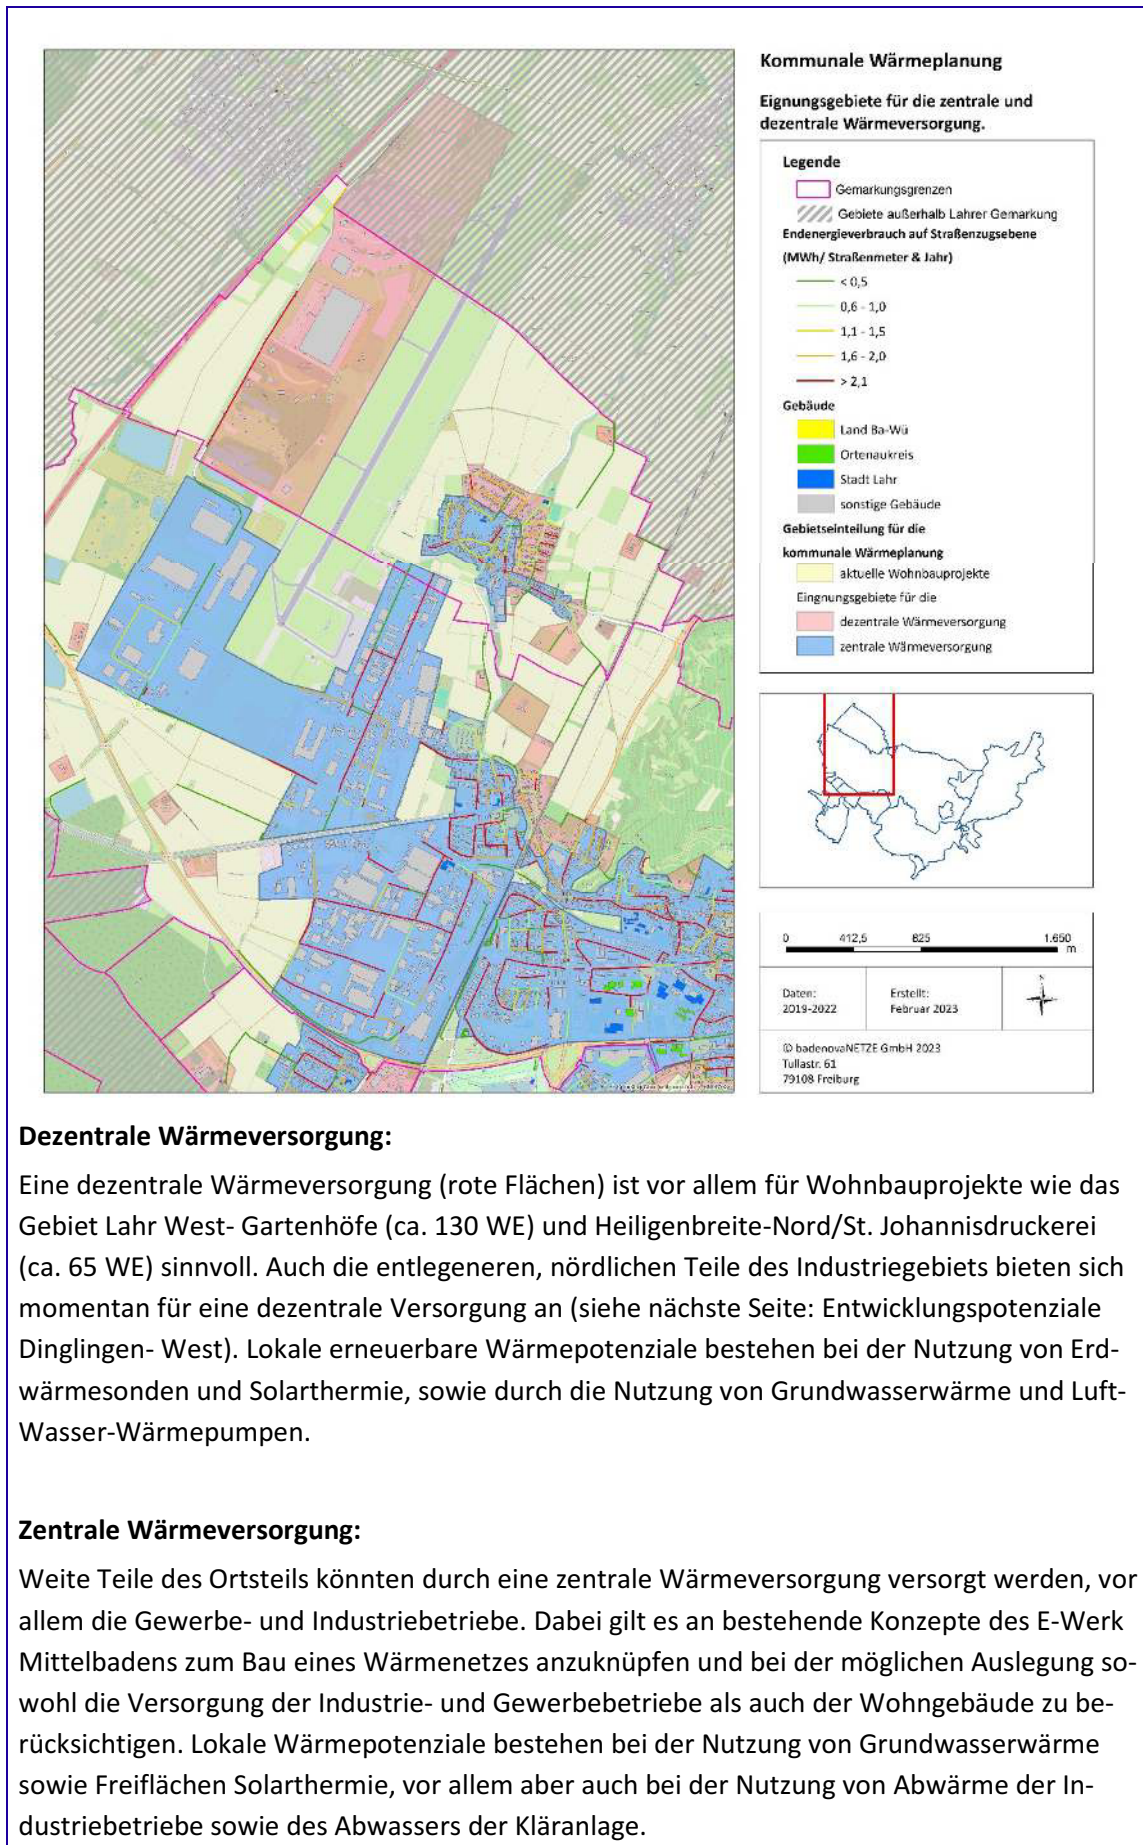 Kommunale Wärmeplanung
Eignungsgebiete für die zentrale und
dezentrale Wärmeversorgung.
Legende
Gemarkungsgrenzen
Gebiete außerhalb Lahrer Gemarkung
Endenergieverbrauch auf Straßenzugsebene
(MWh/ Straßenmeter & Jahr)
< 0,5
0,6 - 1,0
1,1 - 1,5
1,6 - 2,0
> 2,1
Gebäude
Land Ba-Wü
Ortenaukreis
Stadt Lahr
sonstige Gebäude
Gebietseinteilung für die
kommunale Wärmeplanung
aktuelle Wohnbauprojekte
Eingnungsgebiete für die
dezentrale Wärmeversorgung
zentrale Wärmeversorgung
0 412,5 825 1.650
m
Daten:
2019-2022
Erstellt:
Februar 2023
N
© badenovaNETZE GmbH 2023
Tullastr. 61
79108 Freiburg
Dezentrale Wärmeversorgung:
Eine dezentrale Wärmeversorgung (rote Flächen) ist vor allem für Wohnbauprojekte wie das
Gebiet Lahr West- Gartenhöfe (ca. 130 WE) und Heiligenbreite-Nord/St. Johannisdruckerei
(ca. 65 WE) sinnvoll. Auch die entlegeneren, nördlichen Teile des Industriegebiets bieten sich
momentan für eine dezentrale Versorgung an (siehe nächste Seite: Entwicklungspotenziale
Dinglingen- West). Lokale erneuerbare Wärmepotenziale bestehen bei der Nutzung von Erd-
wärmesonden und Solarthermie, sowie durch die Nutzung von Grundwasserwärme und Luft-
Wasser-Wärmepumpen.
Zentrale Wärmeversorgung:
Weite Teile des Ortsteils könnten durch eine zentrale Wärmeversorgung versorgt werden, vor
allem die Gewerbe- und Industriebetriebe. Dabei gilt es an bestehende Konzepte des E-Werk
Mittelbadens zum Bau eines Wärmenetzes anzuknüpfen und bei der möglichen Auslegung so-
wohl die Versorgung der Industrie- und Gewerbebetriebe als auch der Wohngebäude zu be-
rücksichtigen. Lokale Wärmepotenziale bestehen bei der Nutzung von Grundwasserwärme
sowie Freiflächen Solarthermie, vor allem aber auch bei der Nutzung von Abwärme der In-
dustriebetriebe sowie des Abwassers der Kläranlage.